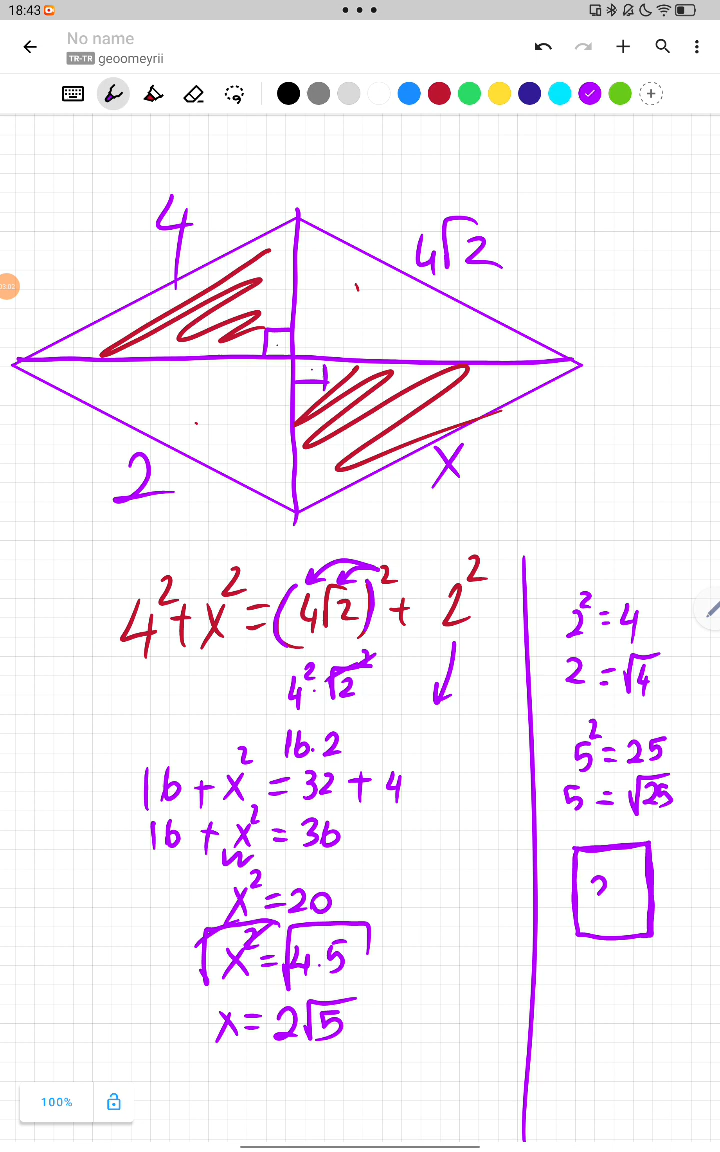 18:43
No name
TR-TR geoomeyrii
03:02
4
4√2
2
x
4² + x² = (4√2)² + 2²
4² · √2²
16.2
16 + x² = 32 + 4
16 + x² = 36
x² = 20
√x² = √4.5
x = 2√5
2² = 4
2 = √4
5² = 25
5 = √25
?
100%